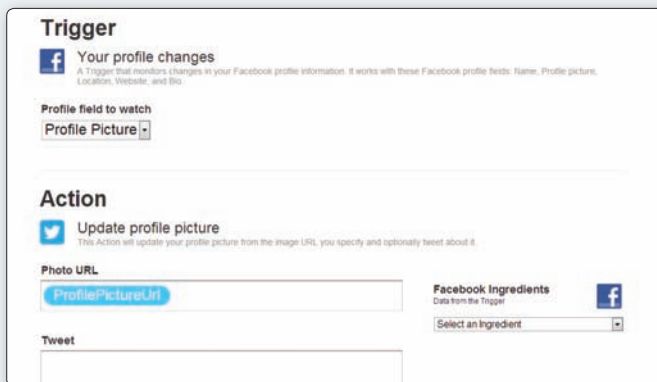 Trigger
Your profile changes
A Trigger that monitors changes in your Facebook profile information. It works with these Facebook profile fields: Name, Profile picture,
Location, Website, and Bio.
Profile field to watch
Profile Picture
Action
Update profile picture
This Action will update your profile picture from the image URL you specify and optionally tweet about it.
Photo URL
ProfilePictureUrl
Facebook Ingredients
Data from the Trigger
Select an Ingredient
Tweet